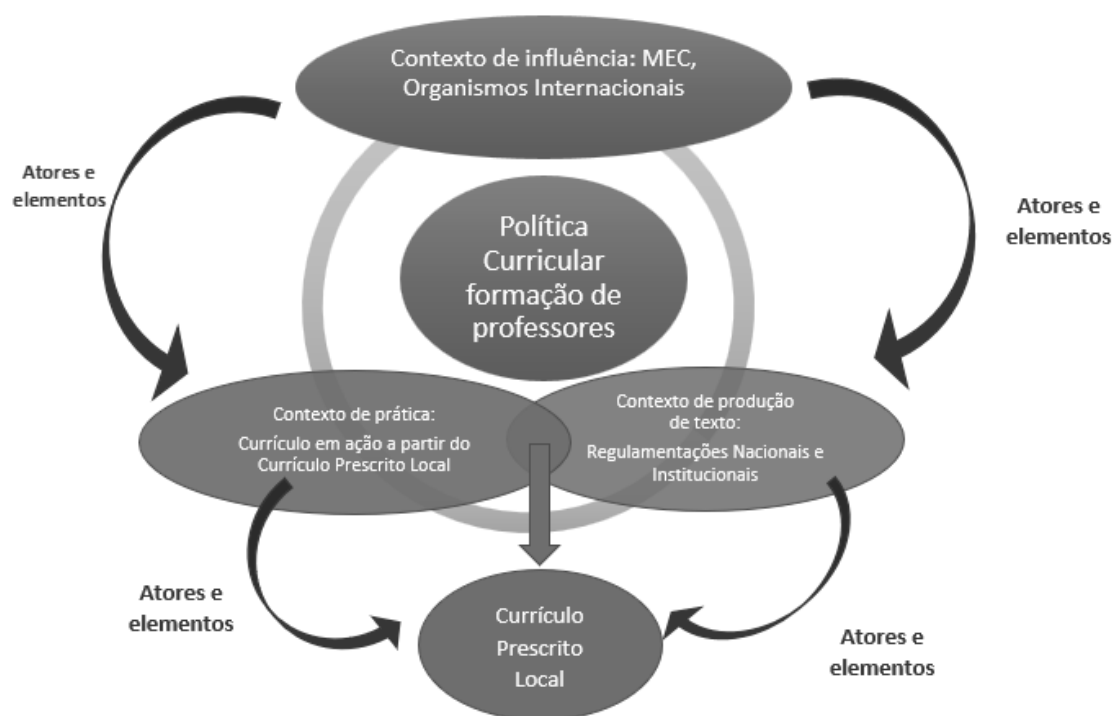 Contexto de influência: MEC,
Organismos Internacionais
Atores e
elementos
Atores e
elementos
Política
Curricular
formação de
professores
Contexto de prática:
Currículo em ação a partir do
Currículo Prescrito Local
Contexto de produção
de texto:
Regulamentações Nacionais e
Institucionais
Atores e
elementos
Currículo
Prescrito
Local
Atores e
elementos